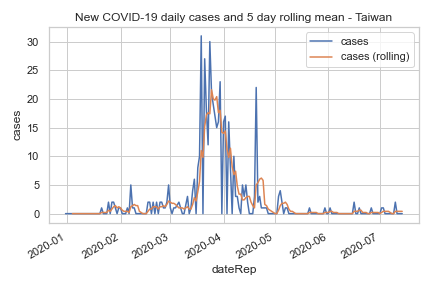 New COVID-19 daily cases and 5 day rolling mean - Taiwan
cases
cases (rolling)
30
25
20
15
10
5
0
cases
2020-01
2020-02
2020-03
2020-04
2020-05
2020-06
2020-07
dateRep